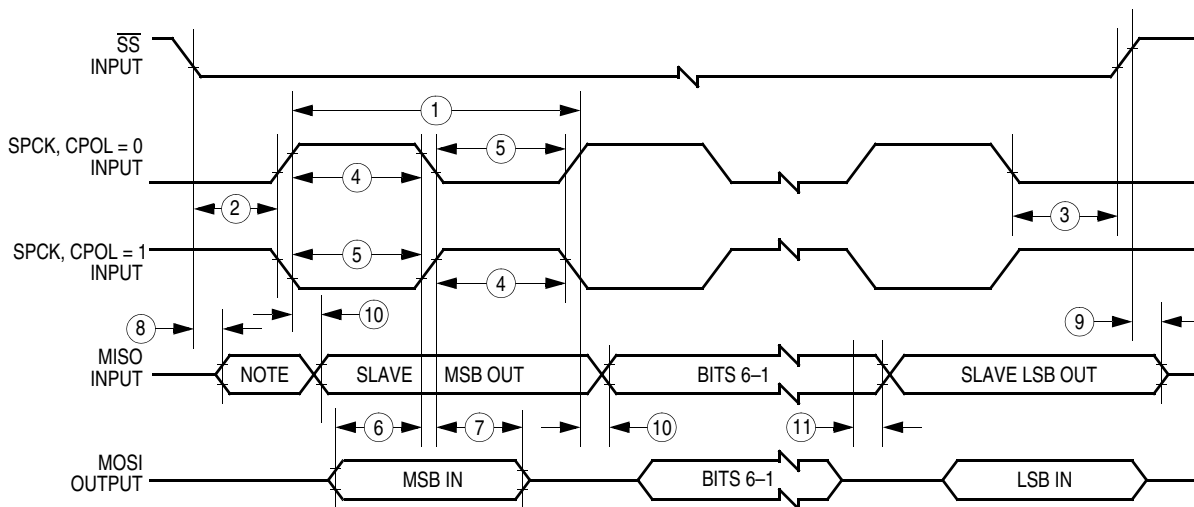 SS
INPUT
1
SPCK, CPOL = 0
INPUT
5
4
2
3
SPCK, CPOL = 1
INPUT
5
4
8
10
9
MISO
INPUT
NOTE
SLAVE
MSB OUT
BITS 6–1
SLAVE LSB OUT
6
7
10
11
MOSI
OUTPUT
MSB IN
BITS 6–1
LSB IN